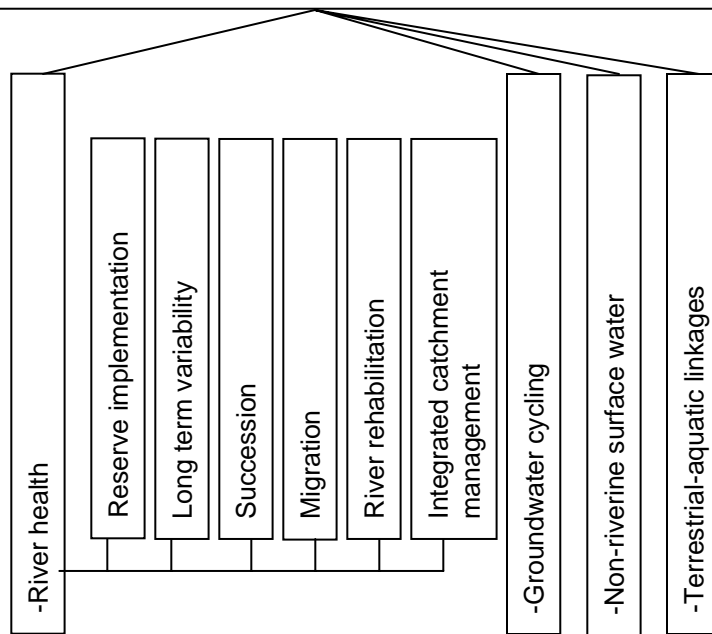 -River health
Reserve implementation
Long term variability
Succession
Migration
River rehabilitation
Integrated catchment
management
-Groundwater cycling
-Non-riverine surface water
-Terrestrial-aquatic linkages